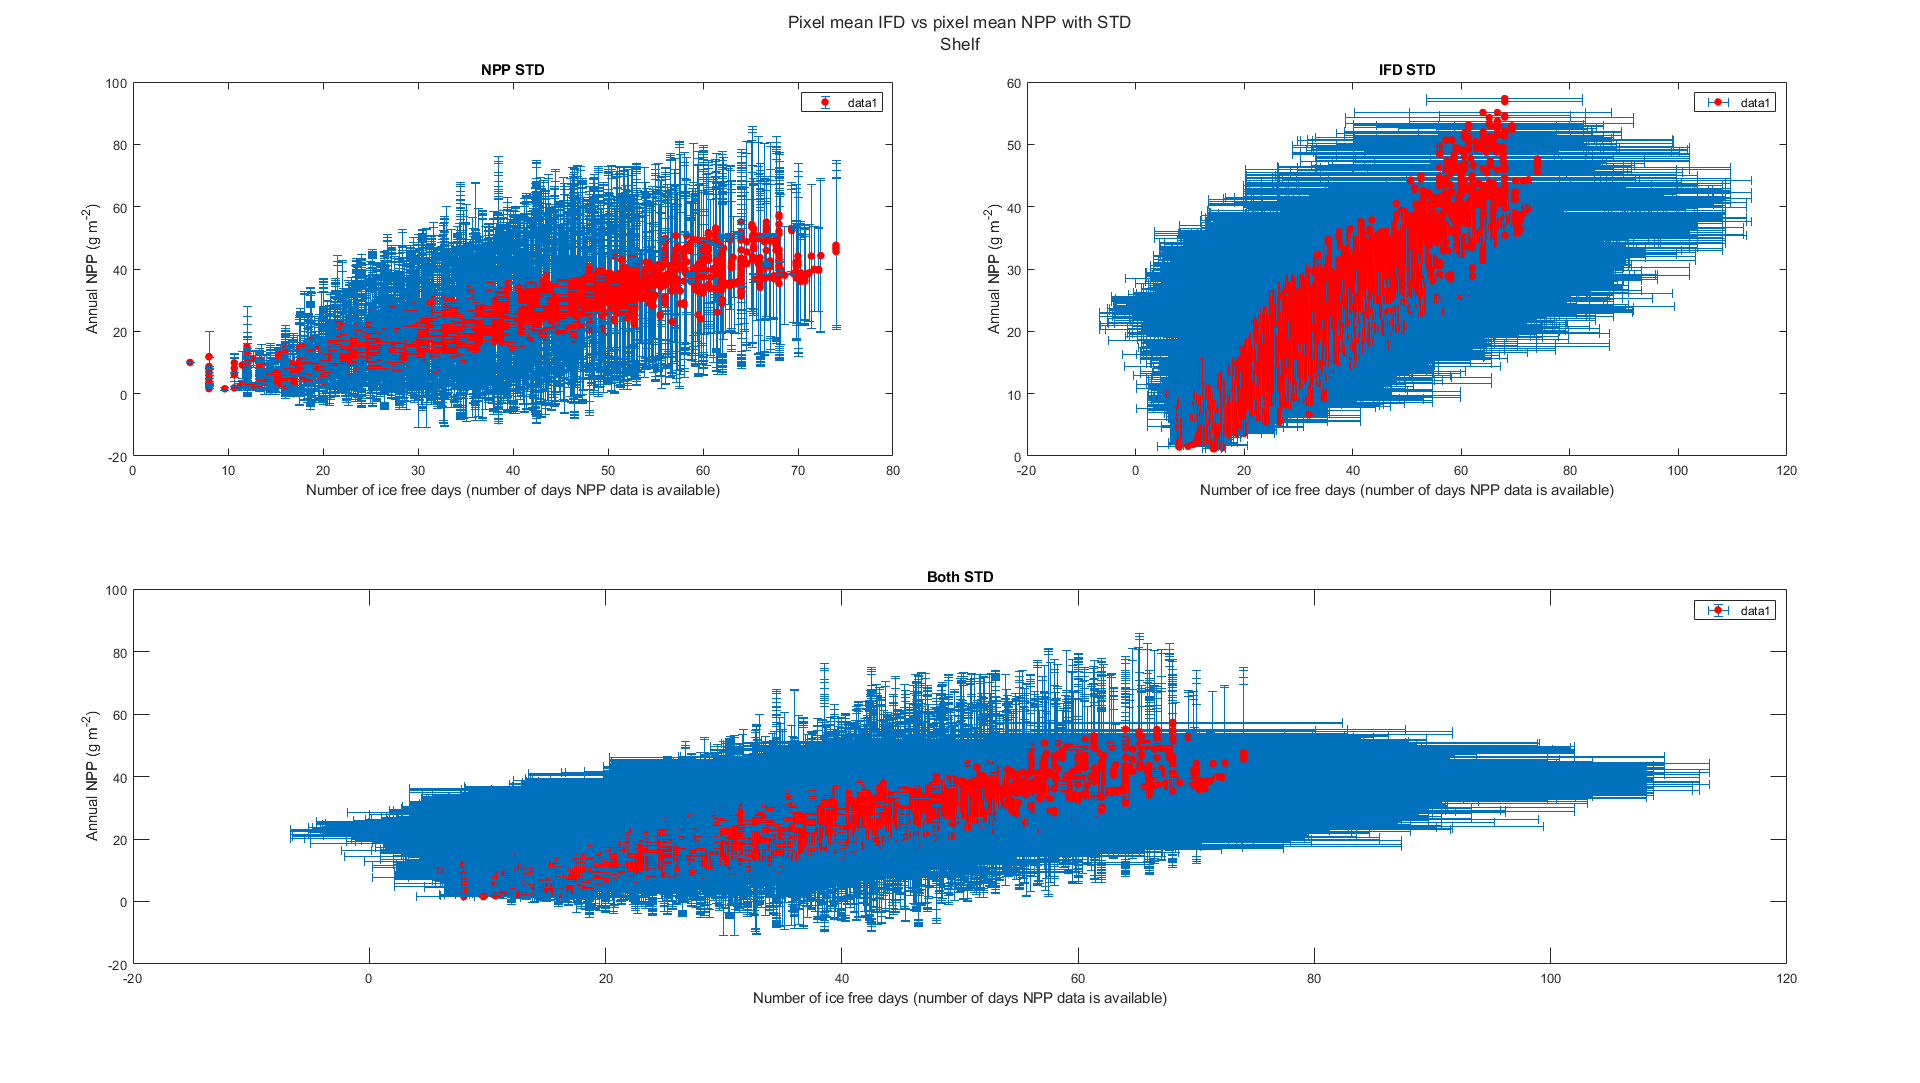 Pixel mean IFD vs pixel mean NPP with STD
Shelf
NPP STD
100
80
60
40
20
0
-20
0 10 20 30 40 50 60 70 80
Annual NPP (g m-2)
Number of ice free days (number of days NPP data is available)
data1
IFD STD
60
50
40
30
20
10
0
-20 0 20 40 60 80 100 120
Annual NPP (g m-2)
Number of ice free days (number of days NPP data is available)
data1
Both STD
100
80
60
40
20
0
-20
-20 0 20 40 60 80 100 120
Annual NPP (g m-2)
Number of ice free days (number of days NPP data is available)
data1